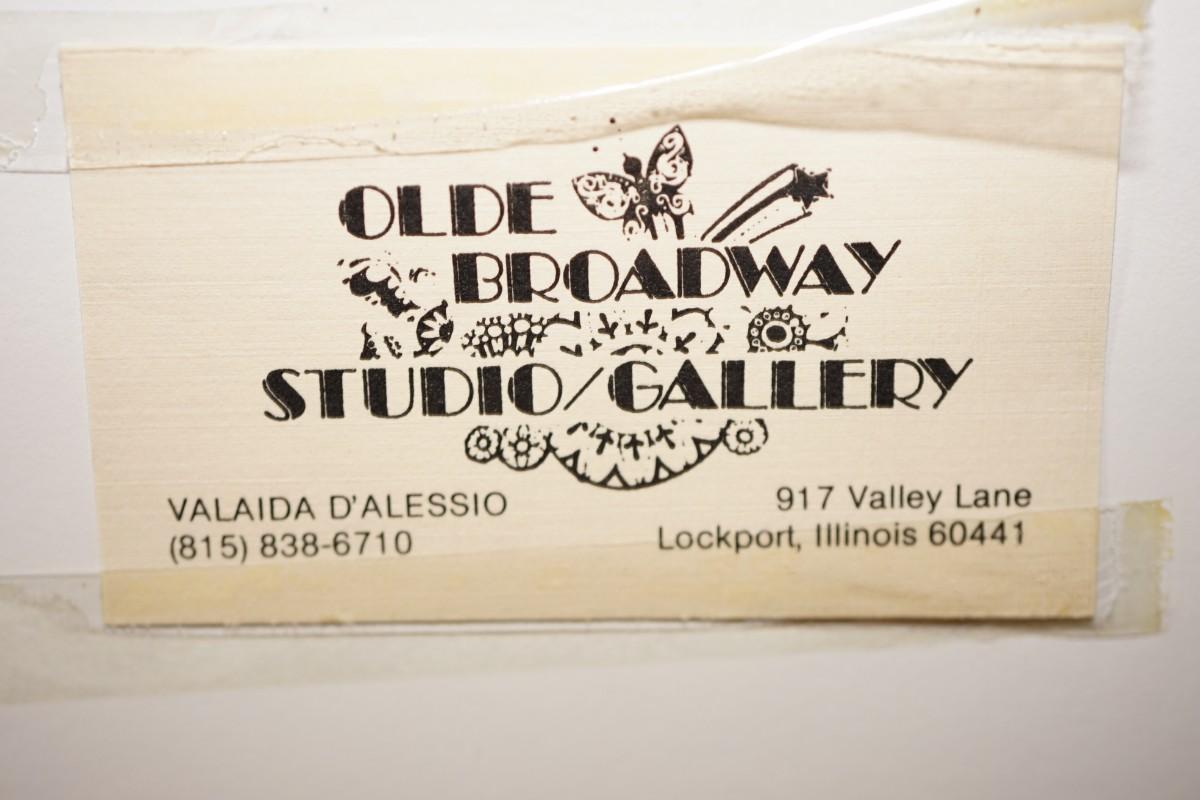 OLDE
BROADWAY
STUDIO/GALLERY
VALAIDA D'ALESSIO
(815) 838-6710
917 Valley Lane
Lockport, Illinois 60441